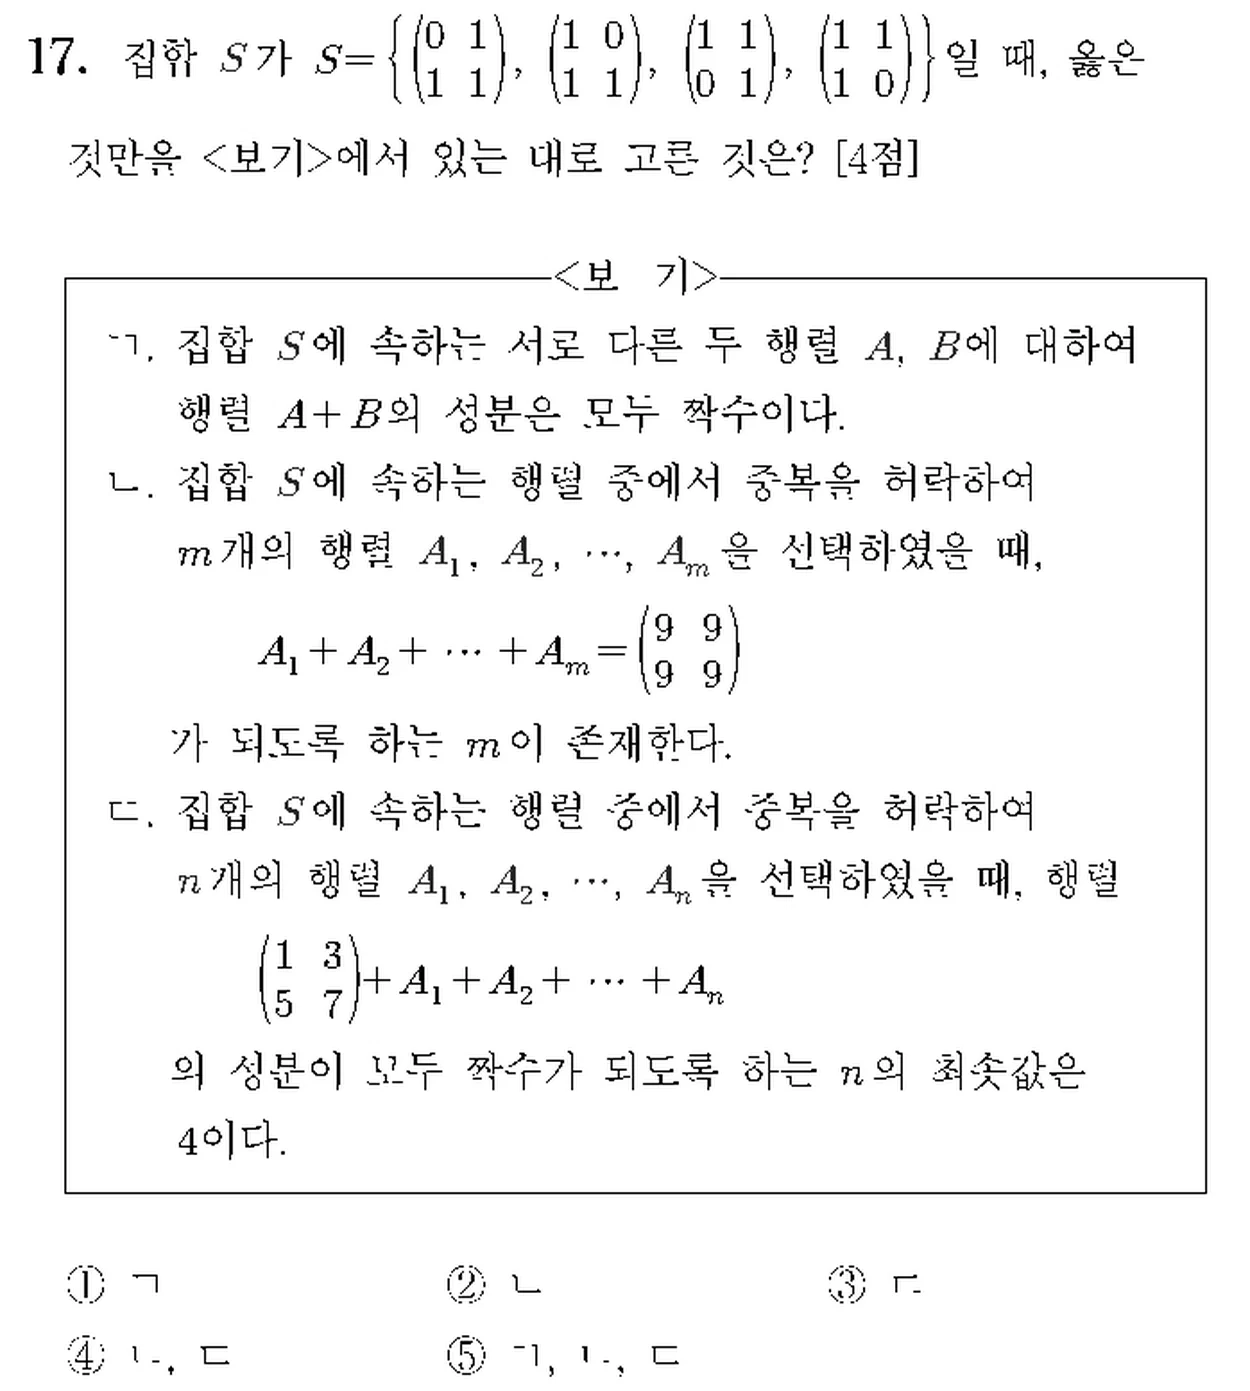 17. 집합 S가 S={(0 1 1 1), (1 0 1 1), (1 1 0 1), (1 1 1 0)}일 때, 옳은
것만을 <보기>에서 있는 대로 고른 것은? [4점]
<보 기>
ㄱ. 집합 S에 속하는 서로 다른 두 행렬 A, B에 대하여
행렬 A+B의 성분은 모두 짝수이다.
ㄴ. 집합 S에 속하는 행렬 중에서 중복을 허락하여
m개의 행렬 A₁, A₂, ⋯, Aₘ을 선택하였을 때,
A₁+A₂+ ⋯ +Aₘ=(9 9 9 9)
가 되도록 하는 m이 존재한다.
ㄷ. 집합 S에 속하는 행렬 중에서 중복을 허락하여
n개의 행렬 A₁, A₂, ⋯, Aₙ을 선택하였을 때, 행렬
(1 3 5 7)+A₁+A₂+ ⋯ +Aₙ
의 성분이 모두 짝수가 되도록 하는 n의 최솟값은
4이다.
① ㄱ ② ㄴ ③ ㄷ
④ ㄴ, ㄷ ⑤ ㄱ, ㄴ, ㄷ